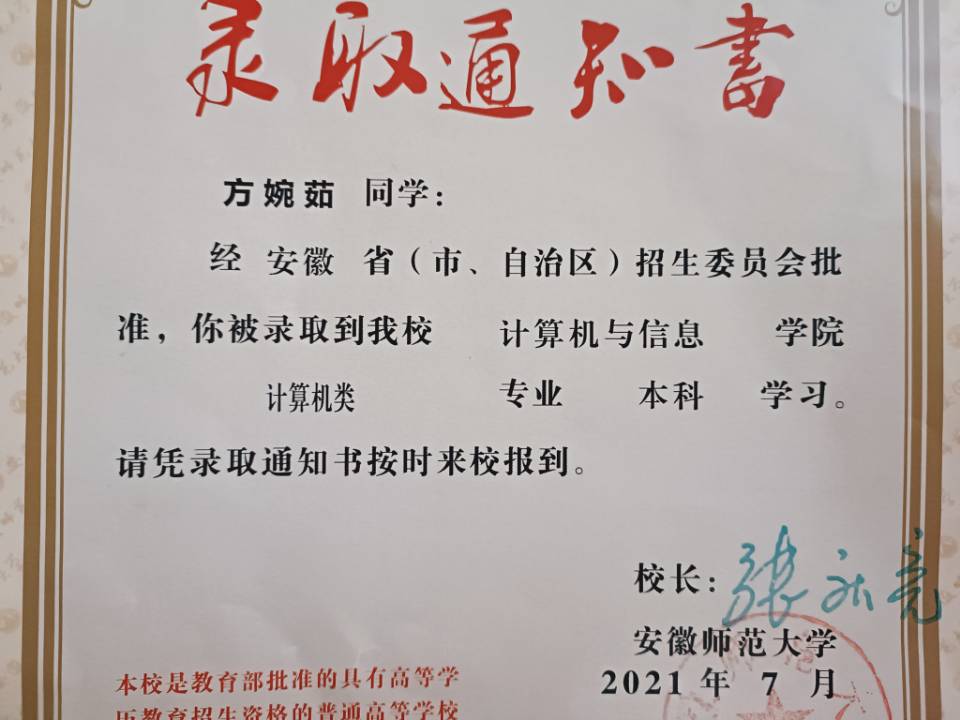 录取通知书
方婉茹 同学：
经 安徽 省（市、自治区）招生委员会批
准，你被录取到我校 计算机与信息 学院
计算机类 专业 本科 学习。
请凭录取通知书按时来校报到。
校长：张永亮
安徽师范大学
2021 年 7 月
本校是教育部批准的具有高等学
历教育招生资格的普通高等学校